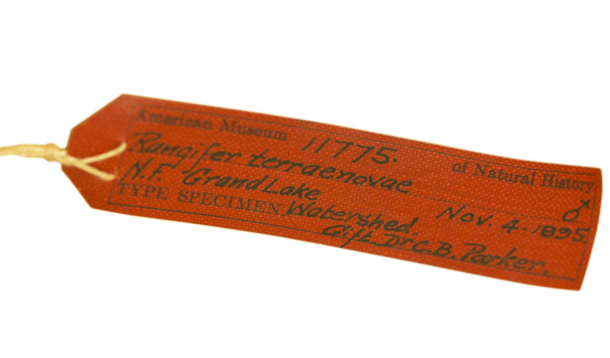 American Museum 11775. of Natural History
Rangifer terraenovae ♂
N.F. Grand Lake Nov. 4. 1895.
TYPE SPECIMEN Watershed.
Gift Dr C.B. Parker.